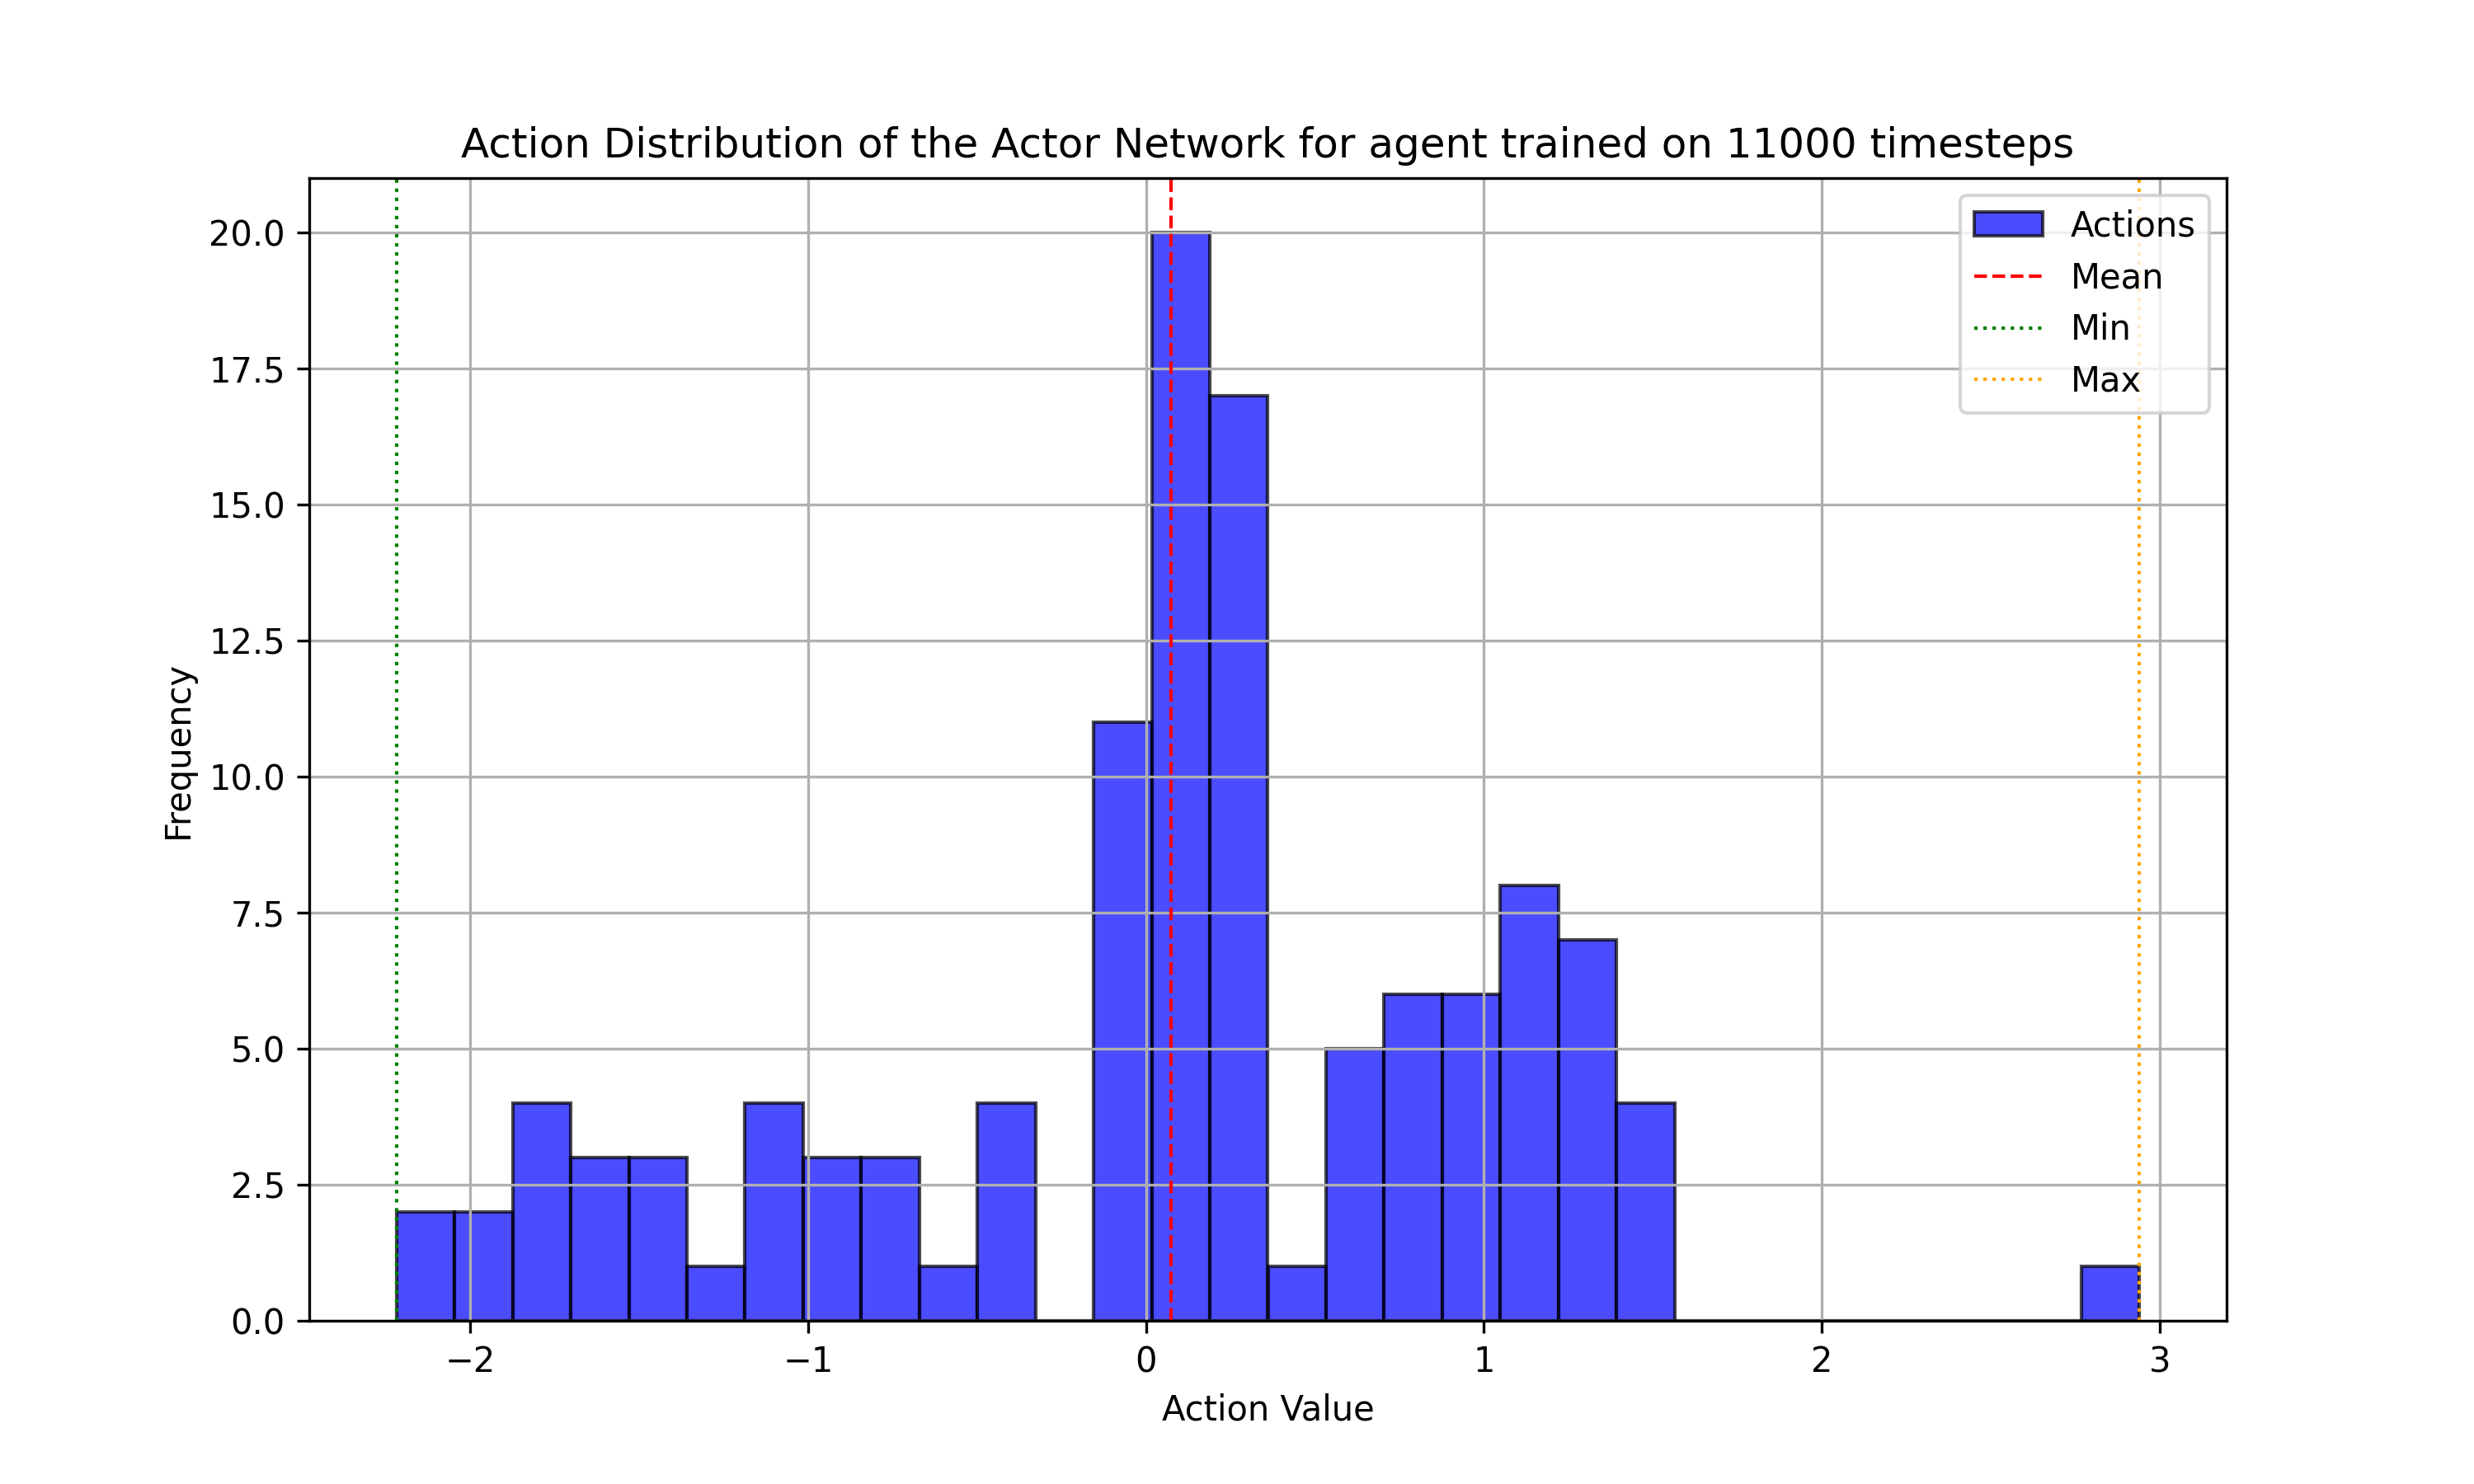 Action Distribution of the Actor Network for agent trained on 11000 timesteps
Actions
Mean
Min
Max
20.0
17.5
15.0
12.5
10.0
7.5
5.0
2.5
0.0
Frequency
−2
−1
0
1
2
3
Action Value